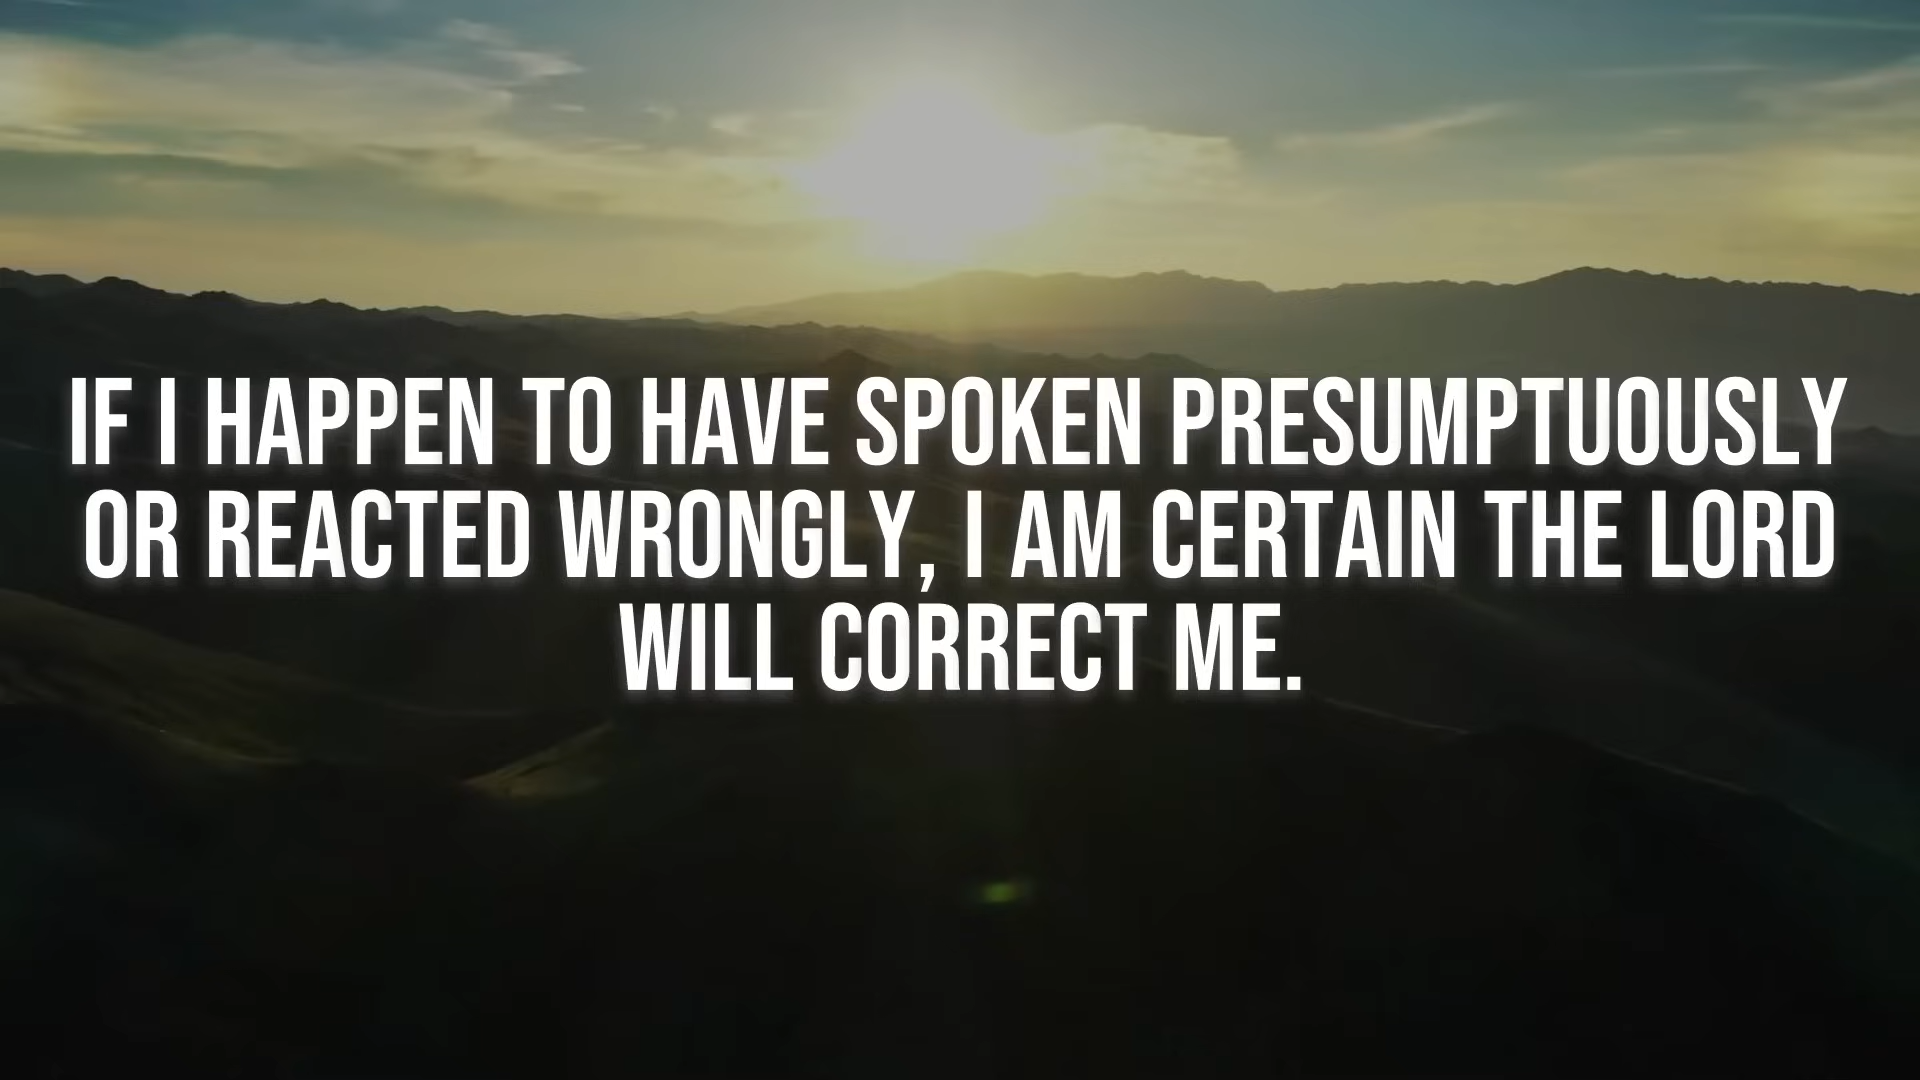 IF I HAPPEN TO HAVE SPOKEN PRESUMPTUOUSLY
OR REACTED WRONGLY, I AM CERTAIN THE LORD
WILL CORRECT ME.